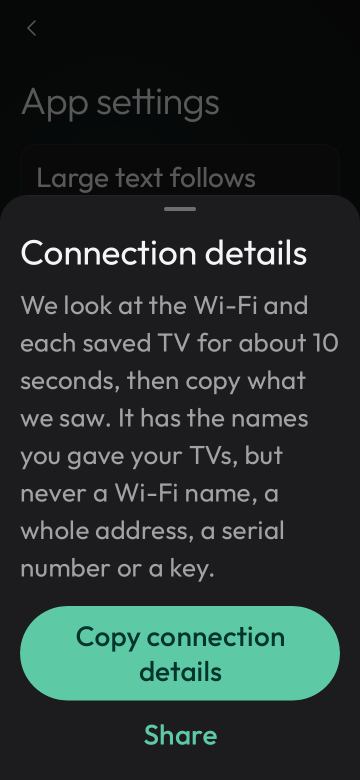 App settings
Large text follows
Connection details
We look at the Wi-Fi and
each saved TV for about 10
seconds, then copy what
we saw. It has the names
you gave your TVs, but
never a Wi-Fi name, a
whole address, a serial
number or a key.
Copy connection
details
Share